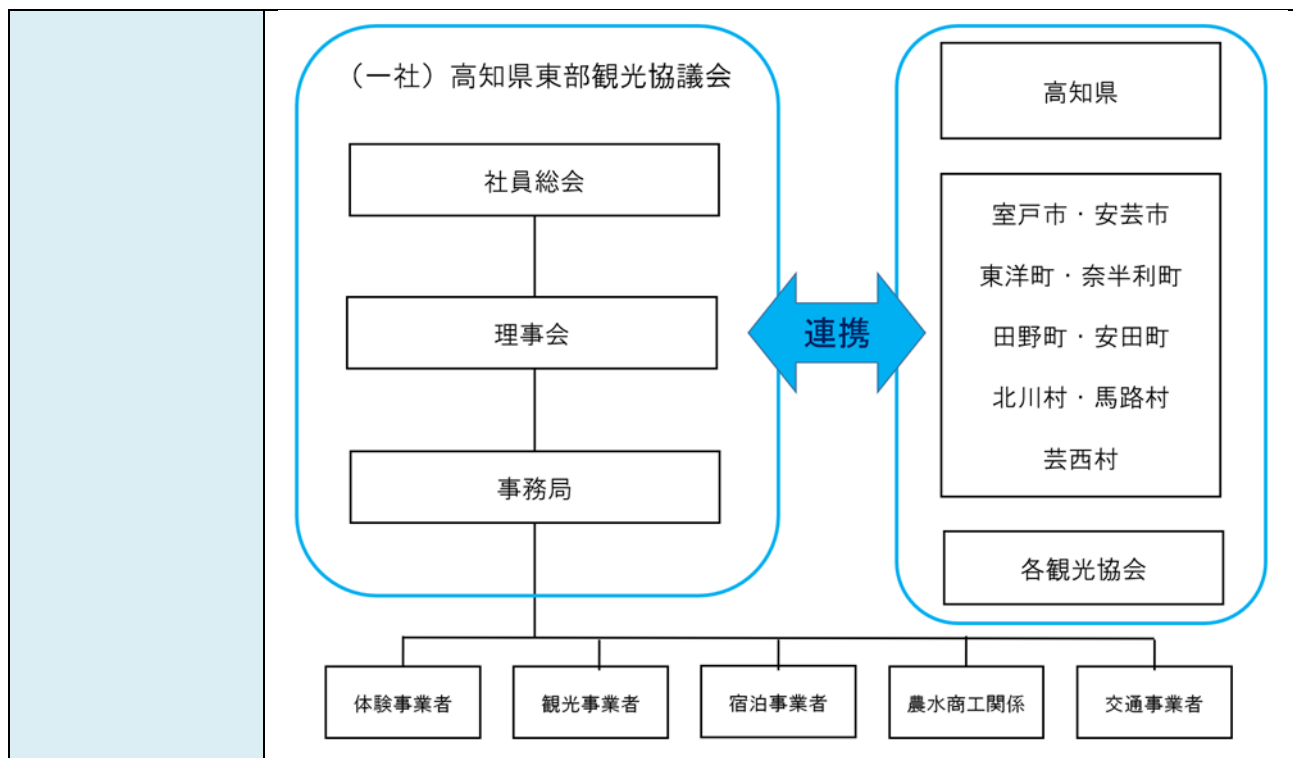 （一社）高知県東部観光協議会
社員総会
理事会
事務局
連携
高知県
室戸市・安芸市
東洋町・奈半利町
田野町・安田町
北川村・馬路村
芸西村
各観光協会
体験事業者
観光事業者
宿泊事業者
農水商工関係
交通事業者